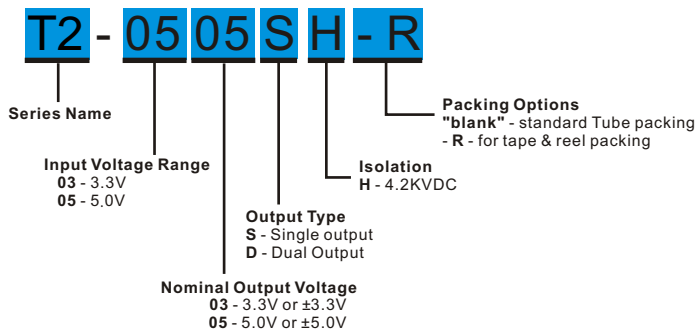 T2 - 0505 S H - R
Series Name
Packing Options
"blank" - standard Tube packing
- R - for tape & reel packing
Input Voltage Range
03 - 3.3V
05 - 5.0V
Isolation
H - 4.2KVDC
Output Type
S - Single output
D - Dual Output
Nominal Output Voltage
03 - 3.3V or ±3.3V
05 - 5.0V or ±5.0V